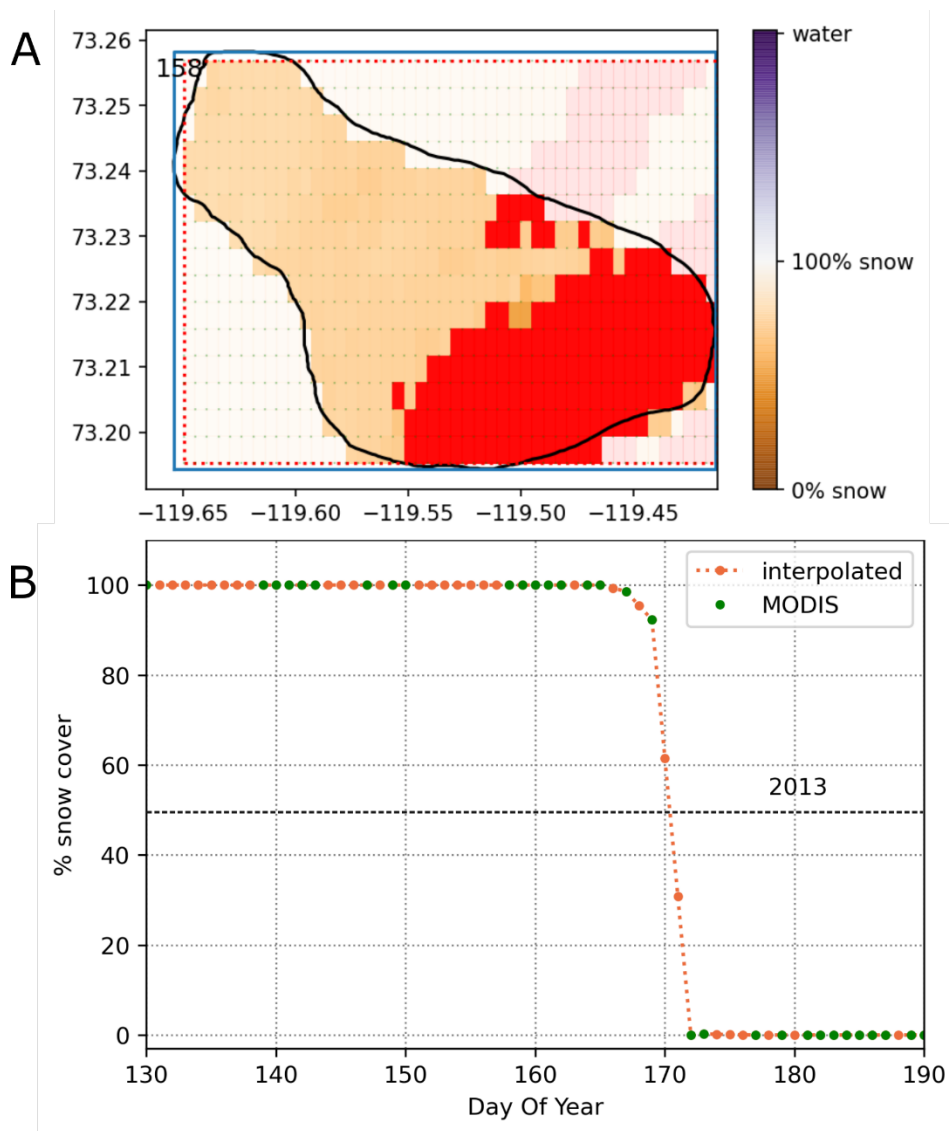 A
73.26
73.25
73.24
73.23
73.22
73.21
73.20
158
−119.65 −119.60 −119.55 −119.50 −119.45
water
100% snow
0% snow
B
% snow cover
100
80
60
40
20
0
interpolated
MODIS
2013
130 140 150 160 170 180 190
Day Of Year